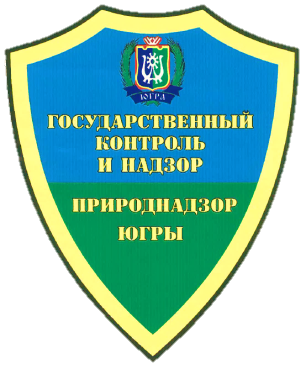 ЮГРА
ГОСУДАРСТВЕННЫЙ
КОНТРОЛЬ
И НАДЗОР
ПРИРОДНАДЗОР
ЮГРЫ